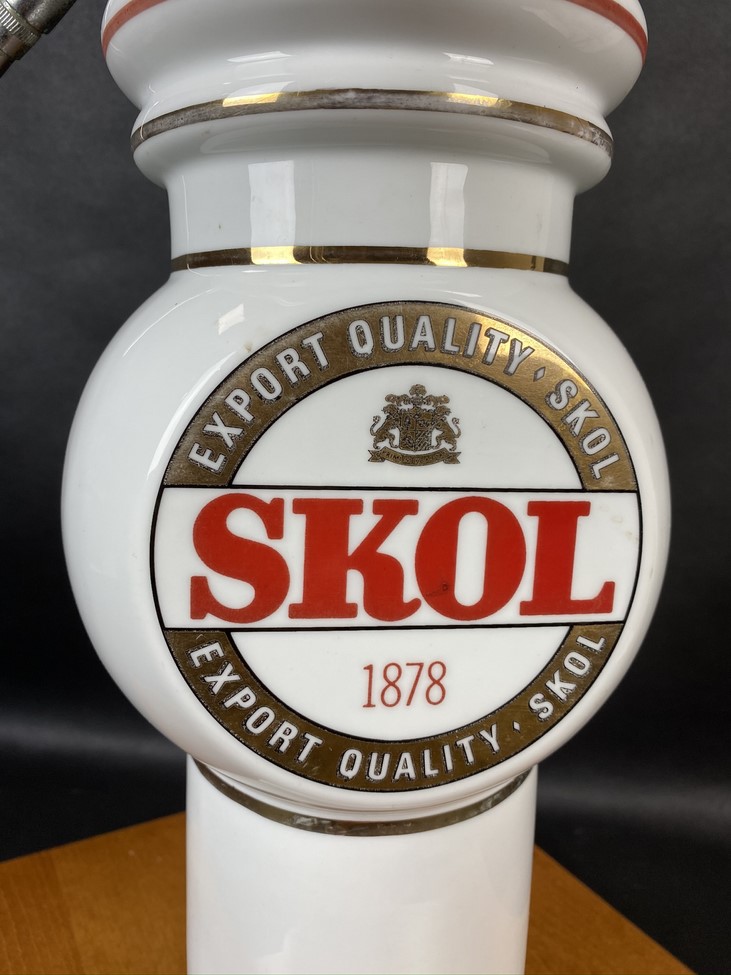 EXPORT QUALITY · SKOL
SKOL
1878
EXPORT QUALITY · SKOL